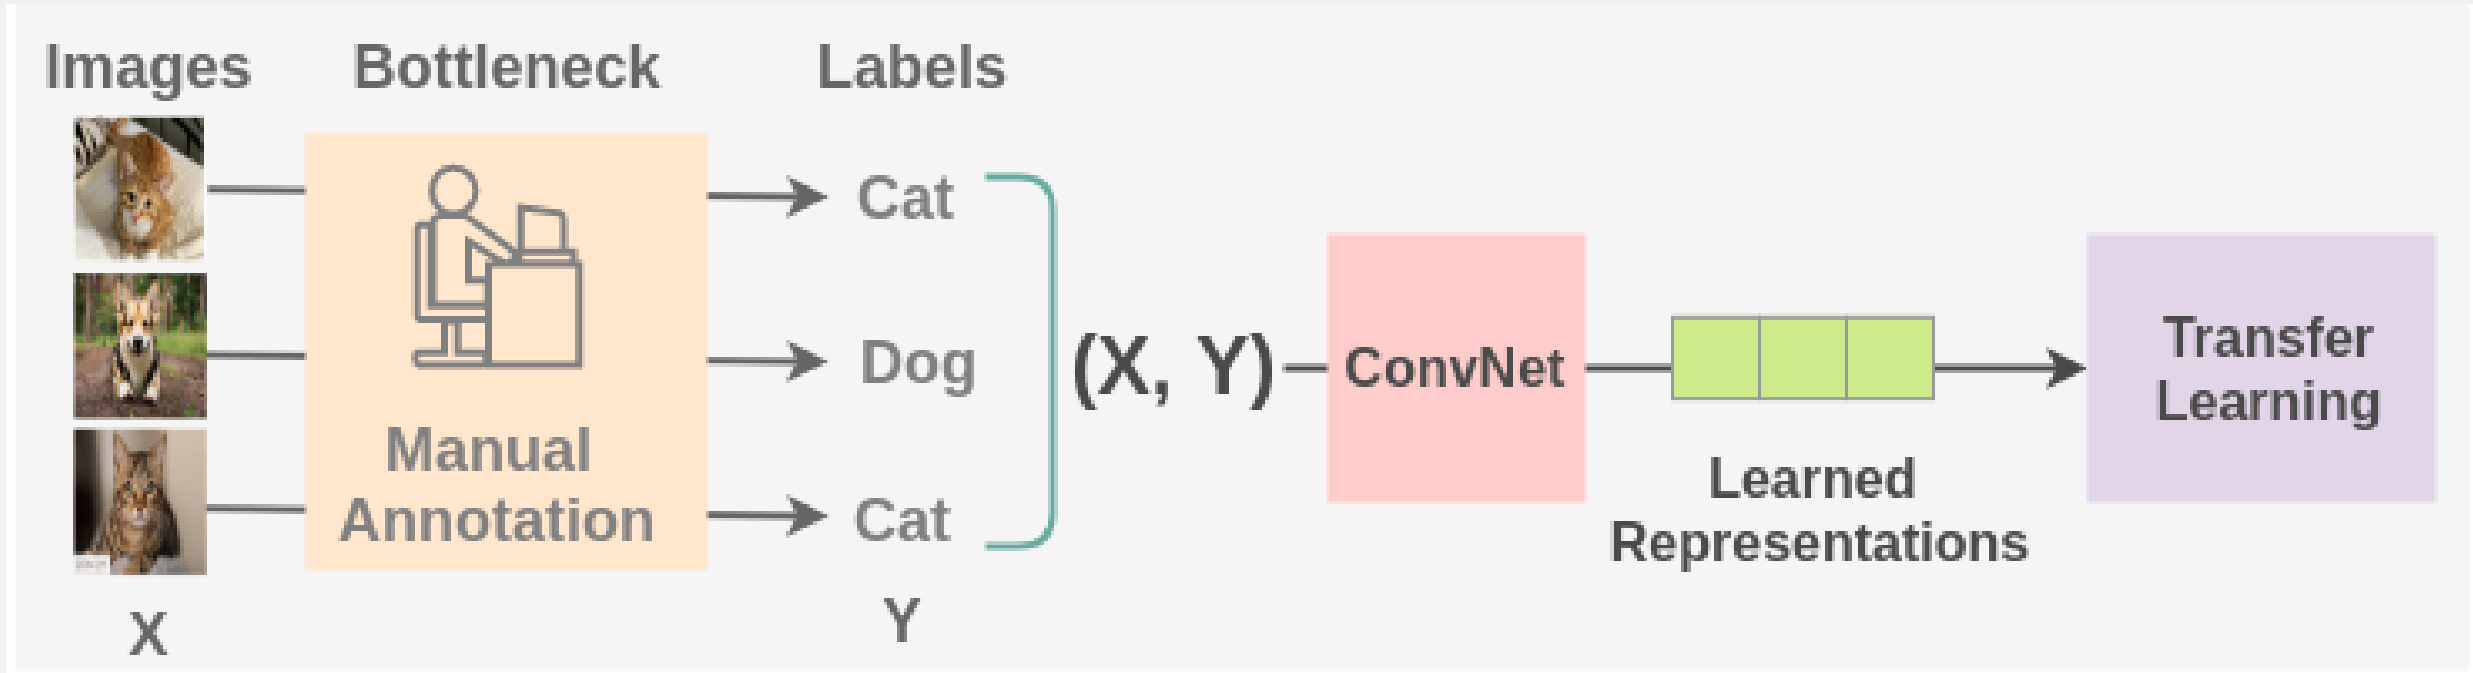 Images
Bottleneck
Labels
Cat
Dog
Cat
Manual
Annotation
X
Y
(X, Y)
ConvNet
Learned
Representations
Transfer
Learning